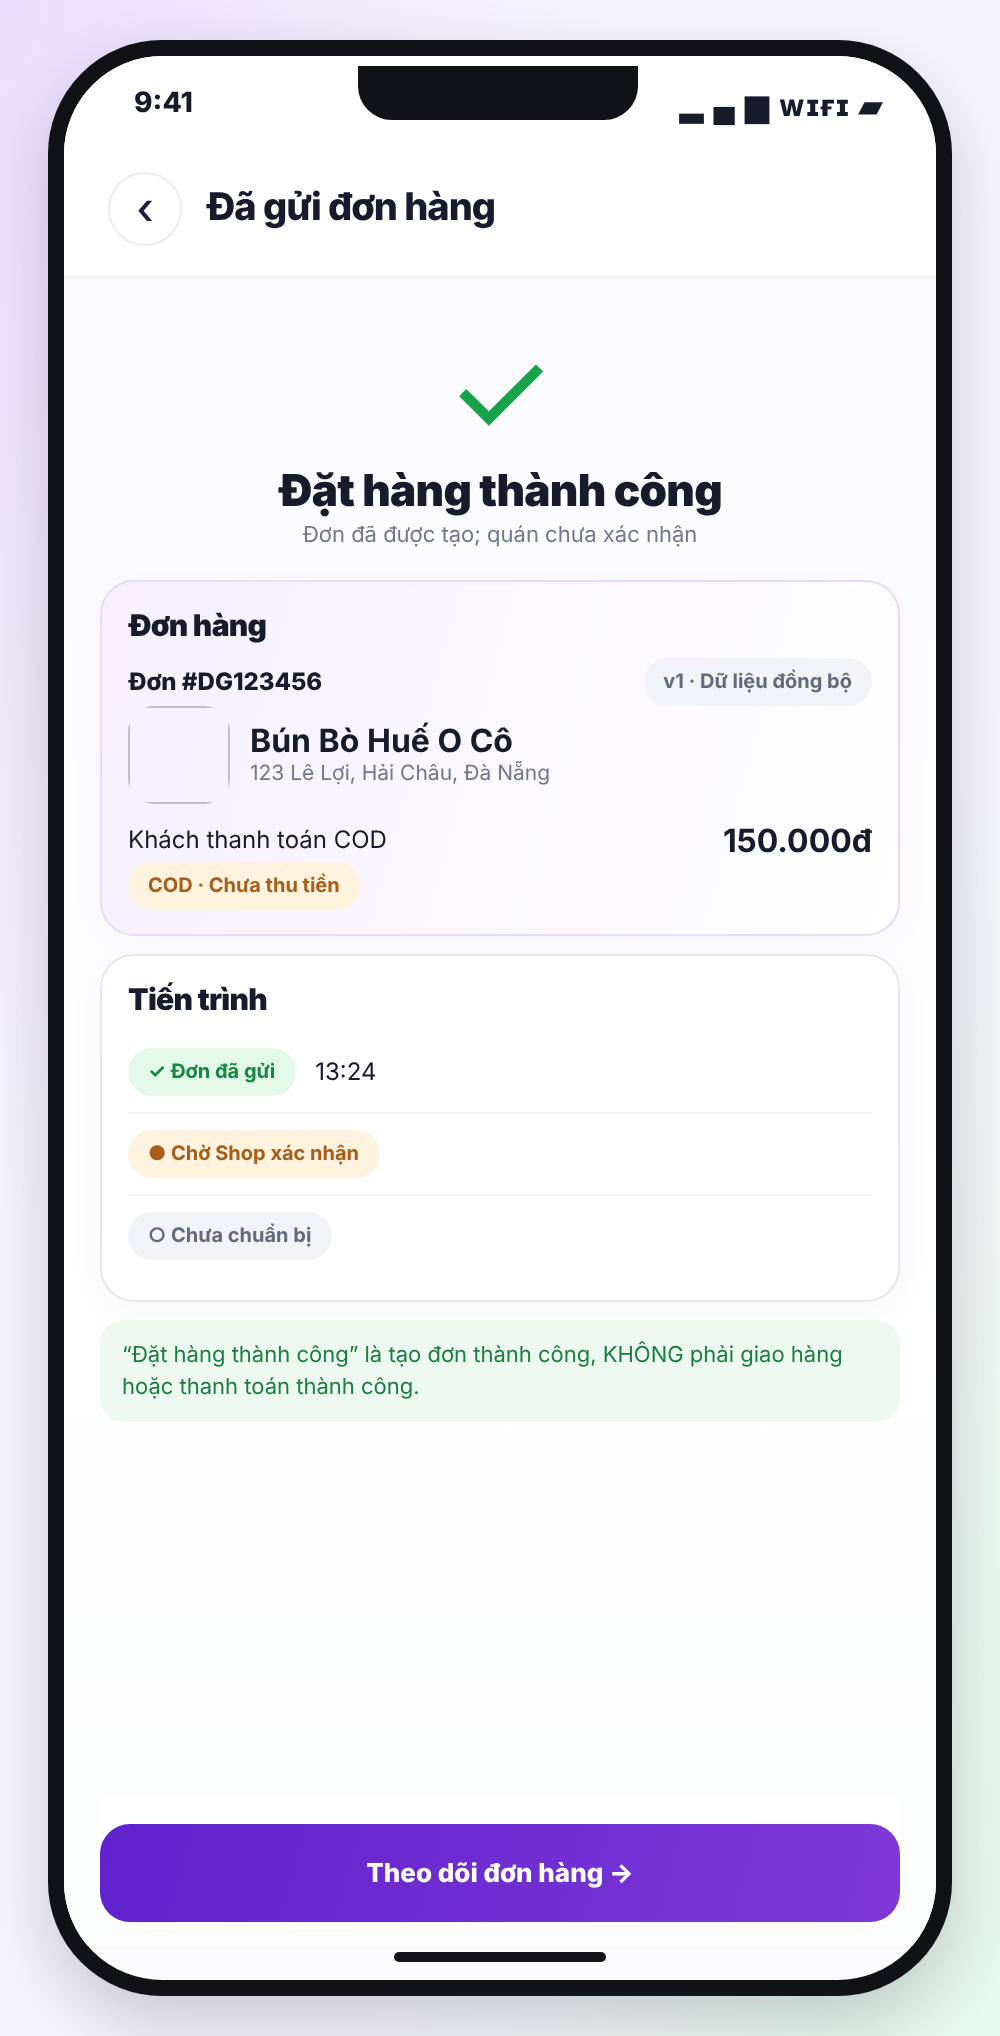 9:41
WIFI
‹ Đã gửi đơn hàng
✓
Đặt hàng thành công
Đơn đã được tạo; quán chưa xác nhận
Đơn hàng
Đơn #DG123456
v1 · Dữ liệu đồng bộ
Bún Bò Huế O Cô
123 Lê Lợi, Hải Châu, Đà Nẵng
Khách thanh toán COD
150.000đ
COD · Chưa thu tiền
Tiến trình
✓ Đơn đã gửi
13:24
● Chờ Shop xác nhận
○ Chưa chuẩn bị
“Đặt hàng thành công” là tạo đơn thành công, KHÔNG phải giao hàng
hoặc thanh toán thành công.
Theo dõi đơn hàng →